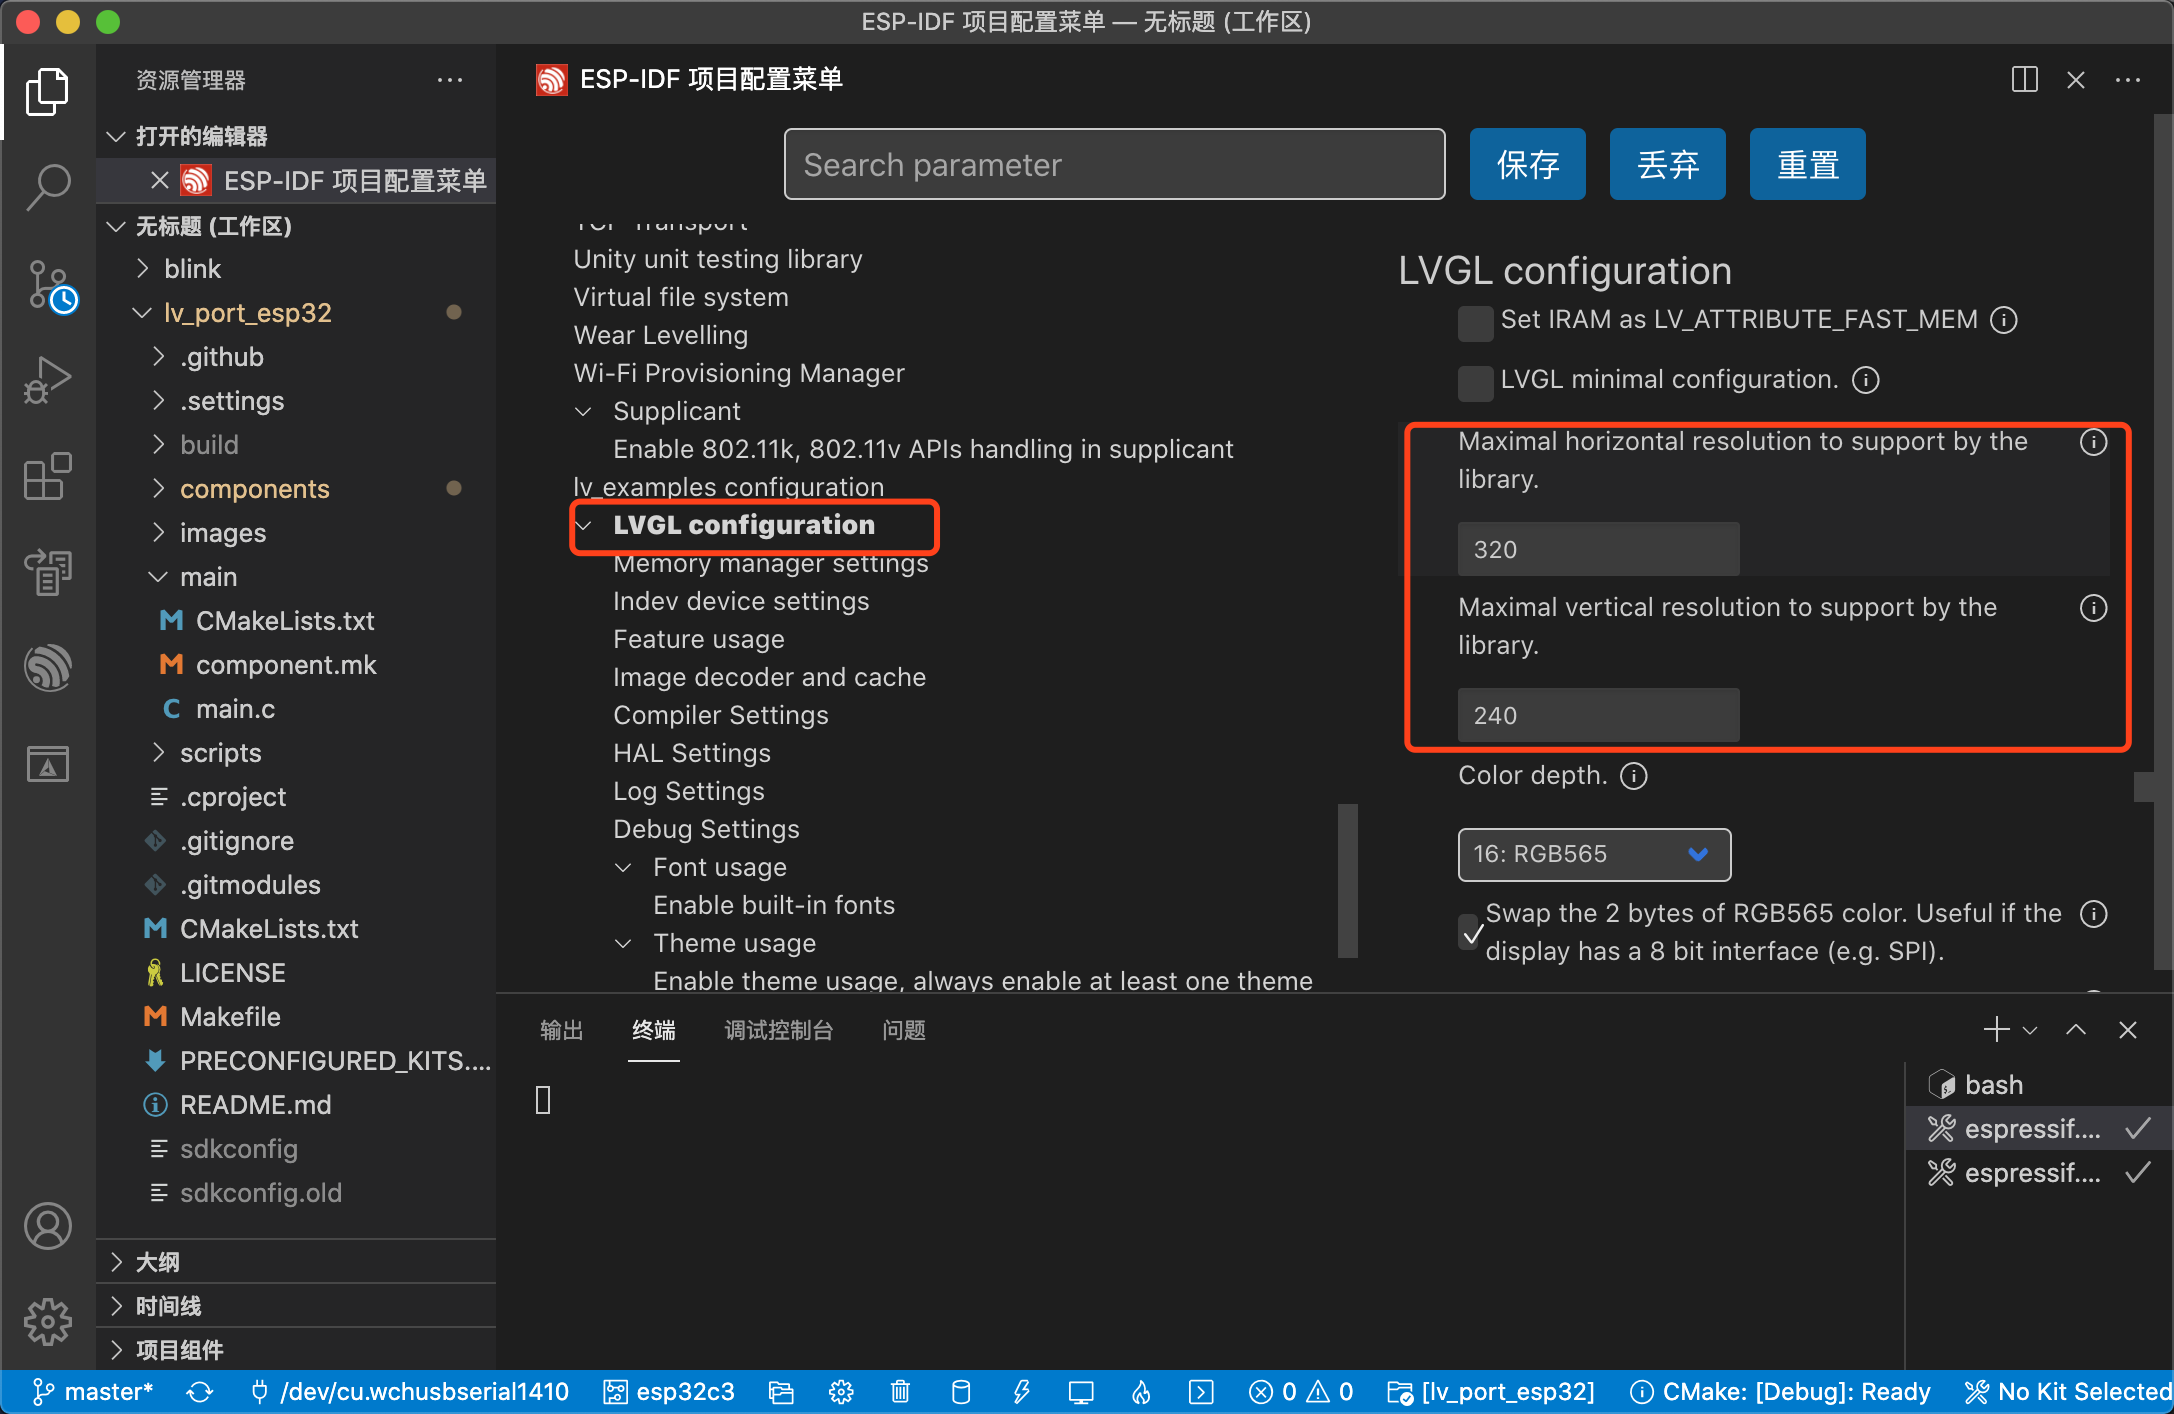 ESP-IDF 项目配置菜单 — 无标题 (工作区)
资源管理器
打开的编辑器
ESP-IDF 项目配置菜单
无标题 (工作区)
blink
lv_port_esp32
.github
.settings
build
components
images
main
CMakeLists.txt
component.mk
main.c
scripts
.cproject
.gitignore
.gitmodules
CMakeLists.txt
LICENSE
Makefile
PRECONFIGURED_KITS....
README.md
sdkconfig
sdkconfig.old
大纲
时间线
项目组件
ESP-IDF 项目配置菜单
Search parameter
保存
丢弃
重置
TCP Transport
Unity unit testing library
Virtual file system
Wear Levelling
Wi-Fi Provisioning Manager
Supplicant
Enable 802.11k, 802.11v APIs handling in supplicant
lv_examples configuration
LVGL configuration
Memory manager settings
Indev device settings
Feature usage
Image decoder and cache
Compiler Settings
HAL Settings
Log Settings
Debug Settings
Font usage
Enable built-in fonts
Theme usage
Enable theme usage, always enable at least one theme
LVGL configuration
Set IRAM as LV_ATTRIBUTE_FAST_MEM
LVGL minimal configuration.
Maximal horizontal resolution to support by the
library.
320
Maximal vertical resolution to support by the
library.
240
Color depth.
16: RGB565
Swap the 2 bytes of RGB565 color. Useful if the
display has a 8 bit interface (e.g. SPI).
输出
终端
调试控制台
问题
bash
espressif....
espressif....
master*
/dev/cu.wchusbserial1410
esp32c3
0
0
[lv_port_esp32]
CMake: [Debug]: Ready
No Kit Selected